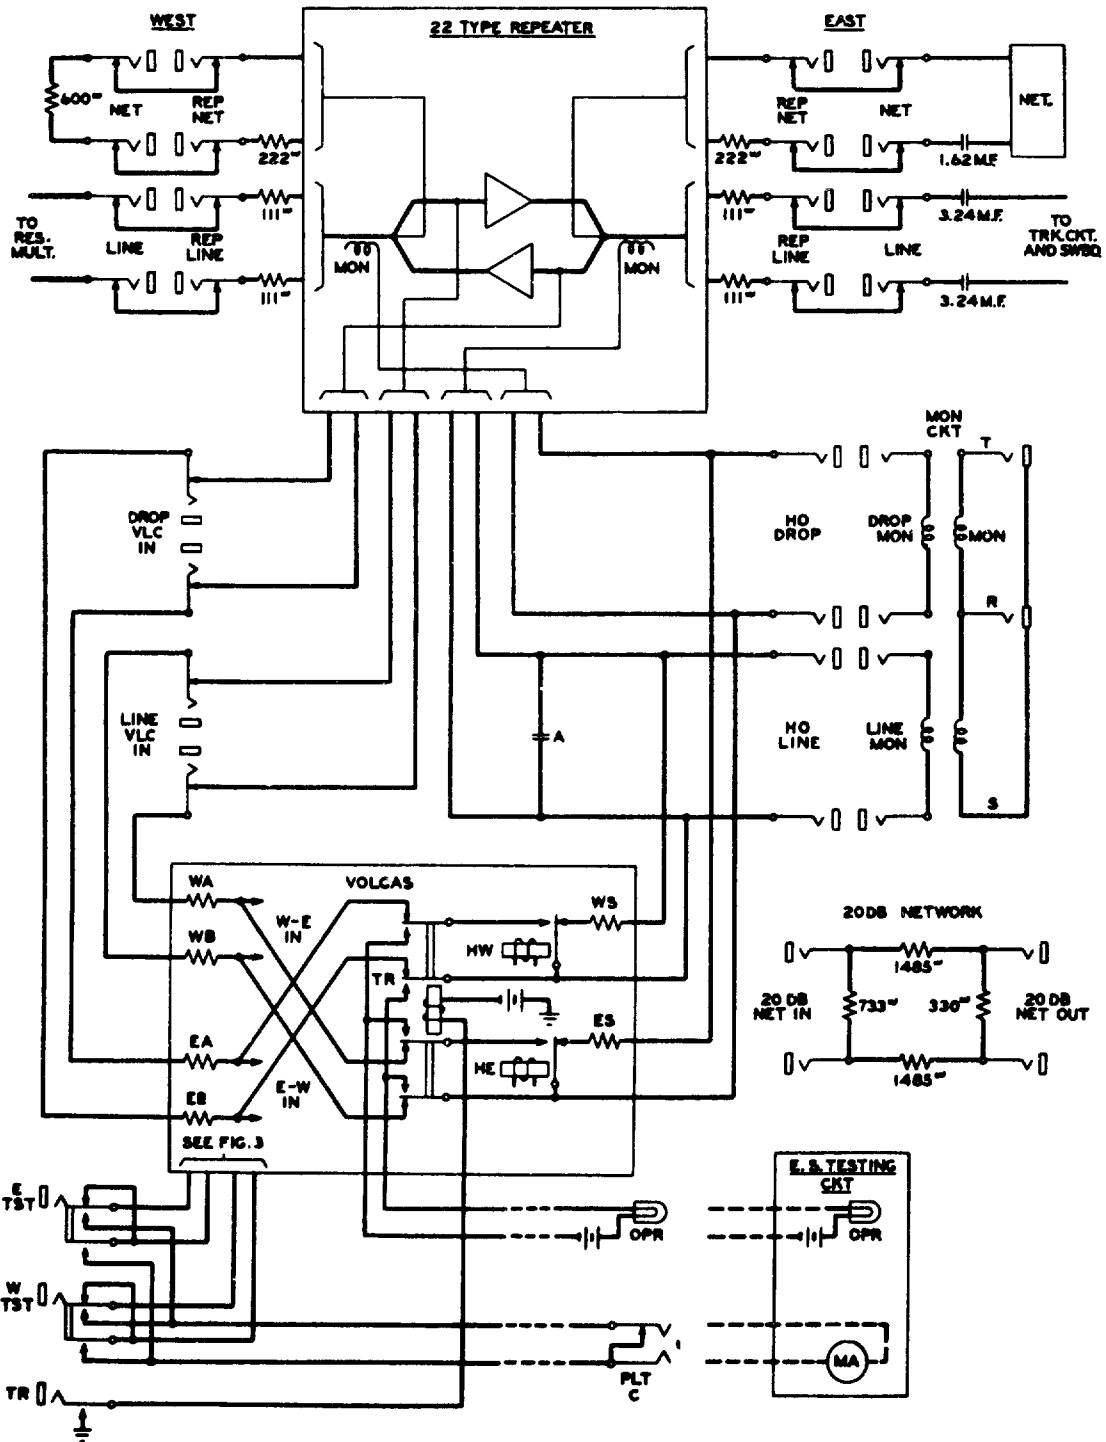 WEST
22 TYPE REPEATER
EAST
600ω
NET
REP
NET
222ω
REP
NET
NET
NET.
222ω
1.62 M.F.
TO
RES.
MULT.
LINE
REP
LINE
111ω
111ω
MON
MON
111ω
111ω
REP
LINE
LINE
3.24 M.F.
3.24 M.F.
TO
TRK.CKT.
AND SWBD.
MON
CKT
T
DROP
VLC
IN
HO
DROP
DROP
MON
MON
R
LINE
VLC
IN
A
HO
LINE
LINE
MON
S
WA
VOLCAS
W-E
IN
WS
WB
HW
TR
EA
ES
HE
E-W
IN
EB
SEE FIG. 3
20DB NETWORK
1485ω
20 DB
NET IN
733ω
330ω
20 DB
NET OUT
1485ω
E
TST
OPR
E. S. TESTING
CKT
OPR
W
TST
PLT
C
MA
TR